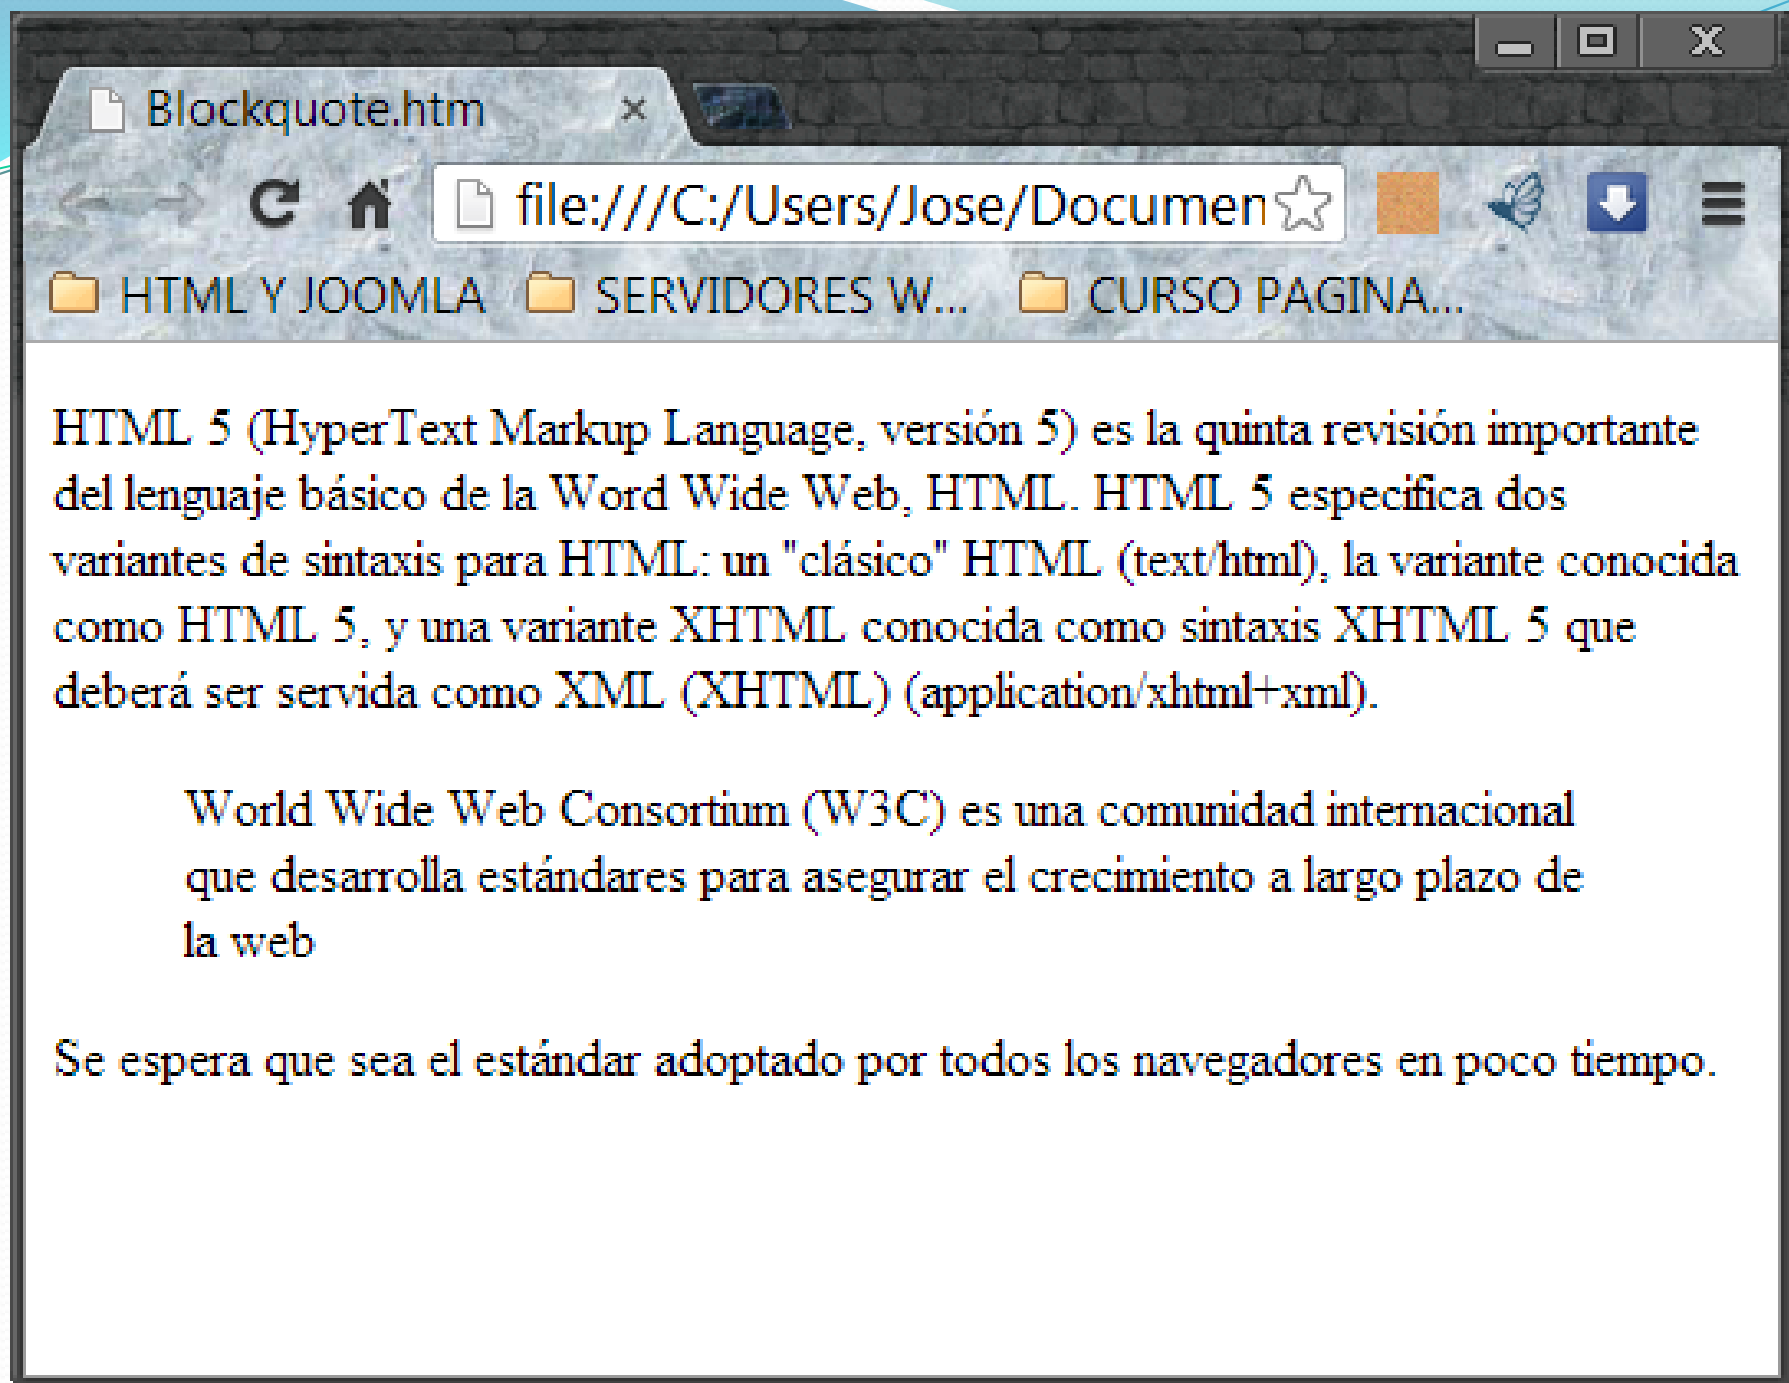 Blockquote.htm
file:///C:/Users/Jose/Documen
HTML Y JOOMLA SERVIDORES W... CURSO PAGINA...
HTML 5 (HyperText Markup Language, versión 5) es la quinta revisión importante
del lenguaje básico de la Word Wide Web, HTML. HTML 5 especifica dos
variantes de sintaxis para HTML: un "clásico" HTML (text/html), la variante conocida
como HTML 5, y una variante XHTML conocida como sintaxis XHTML 5 que
deberá ser servida como XML (XHTML) (application/xhtml+xml).
World Wide Web Consortium (W3C) es una comunidad internacional
que desarrolla estándares para asegurar el crecimiento a largo plazo de
la web
Se espera que sea el estándar adoptado por todos los navegadores en poco tiempo.